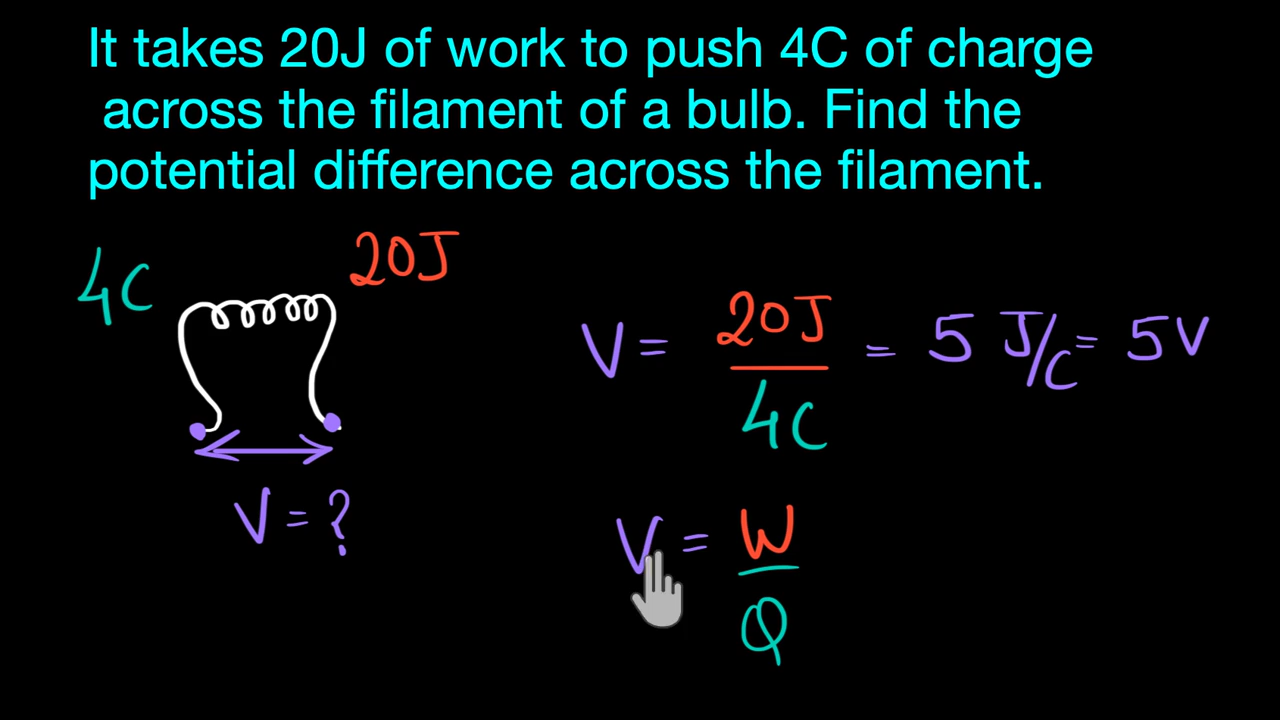 It takes 20J of work to push 4C of charge
across the filament of a bulb. Find the
potential difference across the filament.
4C
20J
V = 20J/4C = 5 J/C = 5V
V = ?
V = W/Q